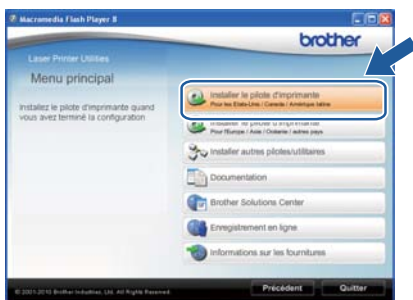 Macromedia Flash Player 8
brother
Laser Printer Utilities
Menu principal
Installez le pilote d'imprimante quand
vous avez terminé la configuration
Installer le pilote d'imprimante
Pour les Etats-Unis / Canada / Amérique latine
Installer le pilote d'imprimante
Pour l'Europe / Asie / Océanie / autres pays
Installer autres pilotes/utilitaires
Documentation
Brother Solutions Center
Enregistrement en ligne
Informations sur les fournitures
© 2001-2010 Brother Industries, Ltd. All Rights Reserved.
Précédent
Quitter